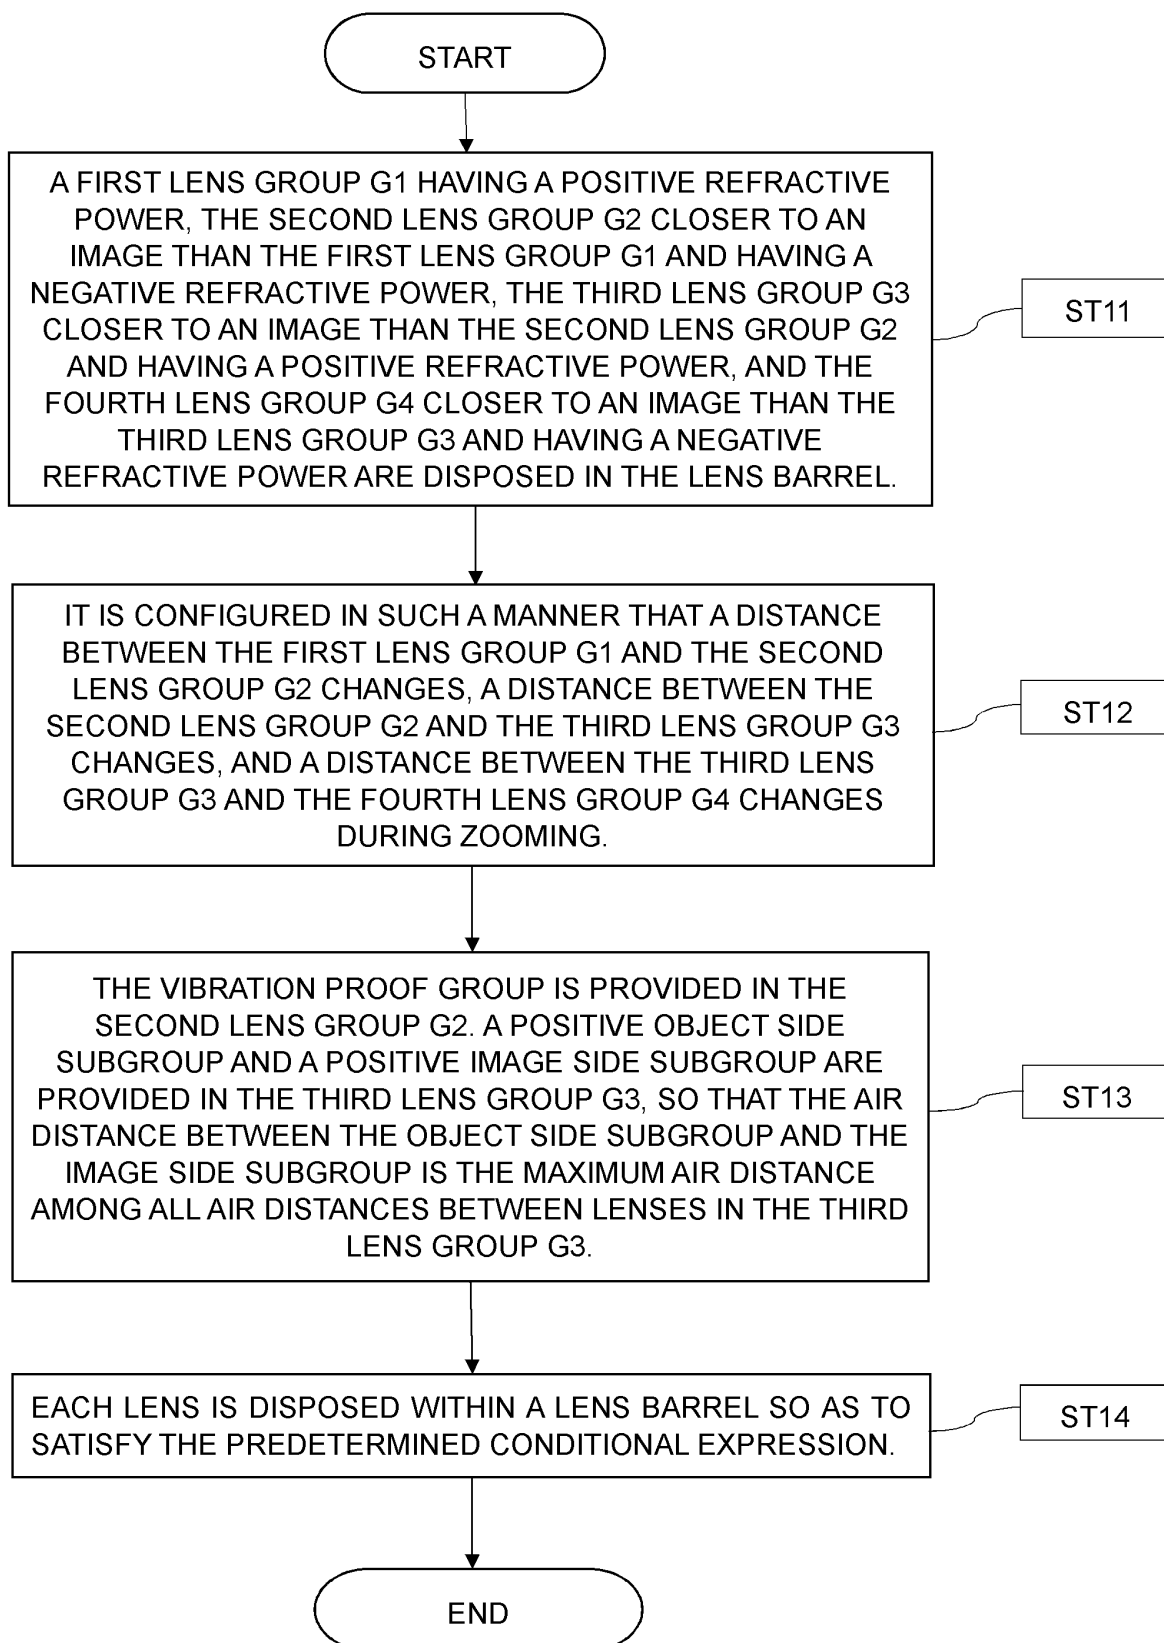 START
A FIRST LENS GROUP G1 HAVING A POSITIVE REFRACTIVE
POWER, THE SECOND LENS GROUP G2 CLOSER TO AN
IMAGE THAN THE FIRST LENS GROUP G1 AND HAVING A
NEGATIVE REFRACTIVE POWER, THE THIRD LENS GROUP G3
CLOSER TO AN IMAGE THAN THE SECOND LENS GROUP G2
AND HAVING A POSITIVE REFRACTIVE POWER, AND THE
FOURTH LENS GROUP G4 CLOSER TO AN IMAGE THAN THE
THIRD LENS GROUP G3 AND HAVING A NEGATIVE
REFRACTIVE POWER ARE DISPOSED IN THE LENS BARREL.
ST11
IT IS CONFIGURED IN SUCH A MANNER THAT A DISTANCE
BETWEEN THE FIRST LENS GROUP G1 AND THE SECOND
LENS GROUP G2 CHANGES, A DISTANCE BETWEEN THE
SECOND LENS GROUP G2 AND THE THIRD LENS GROUP G3
CHANGES, AND A DISTANCE BETWEEN THE THIRD LENS
GROUP G3 AND THE FOURTH LENS GROUP G4 CHANGES
DURING ZOOMING.
ST12
THE VIBRATION PROOF GROUP IS PROVIDED IN THE
SECOND LENS GROUP G2. A POSITIVE OBJECT SIDE
SUBGROUP AND A POSITIVE IMAGE SIDE SUBGROUP ARE
PROVIDED IN THE THIRD LENS GROUP G3, SO THAT THE AIR
DISTANCE BETWEEN THE OBJECT SIDE SUBGROUP AND THE
IMAGE SIDE SUBGROUP IS THE MAXIMUM AIR DISTANCE
AMONG ALL AIR DISTANCES BETWEEN LENSES IN THE THIRD
LENS GROUP G3.
ST13
EACH LENS IS DISPOSED WITHIN A LENS BARREL SO AS TO
SATISFY THE PREDETERMINED CONDITIONAL EXPRESSION.
ST14
END